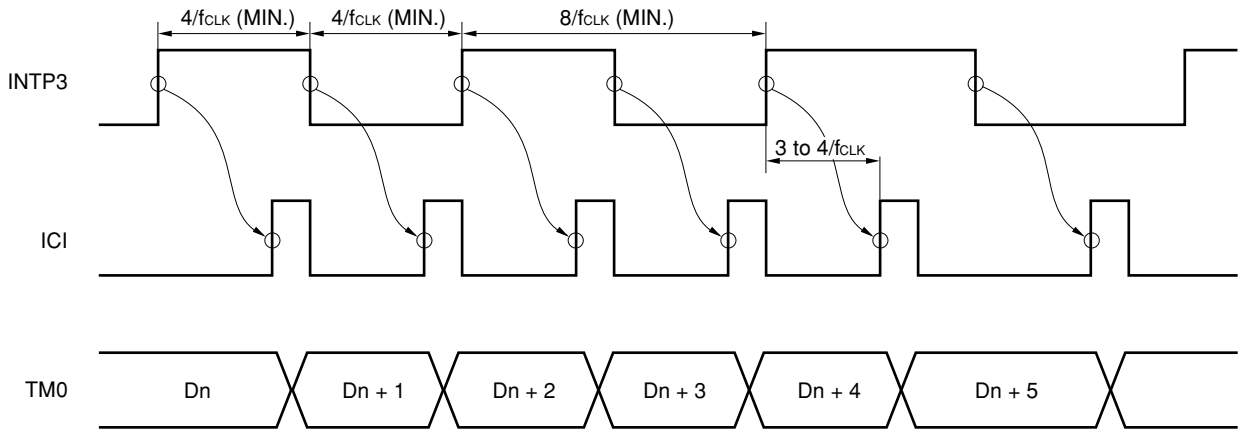 4/fCLK (MIN.) 4/fCLK (MIN.) 8/fCLK (MIN.)
INTP3
3 to 4/fCLK
ICI
TM0 Dn Dn + 1 Dn + 2 Dn + 3 Dn + 4 Dn + 5